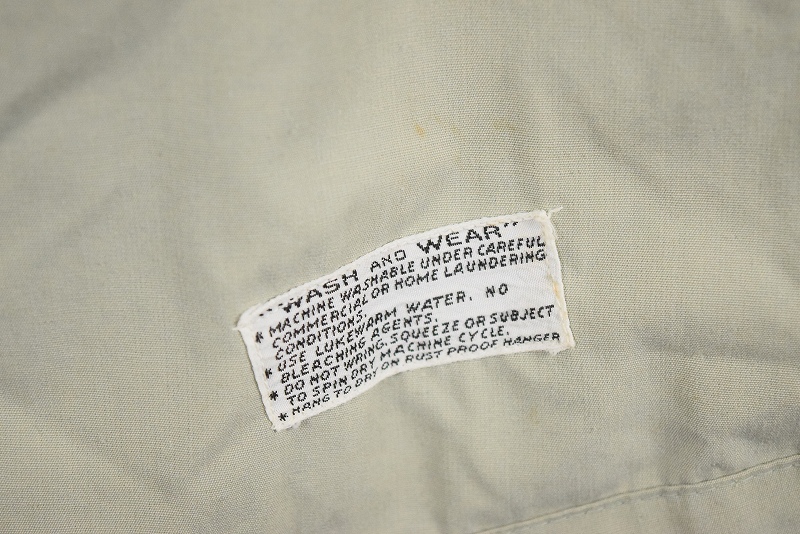 "WASH AND WEAR"
* MACHINE WASHABLE UNDER CAREFUL
COMMERCIAL OR HOME LAUNDERING
CONDITIONS.
* USE LUKEWARM WATER. NO
BLEACHING AGENTS.
* DO NOT WRING, SQUEEZE OR SUBJECT
TO SPIN DRY MACHINE CYCLE.
* HANG TO DRY ON RUST PROOF HANGER